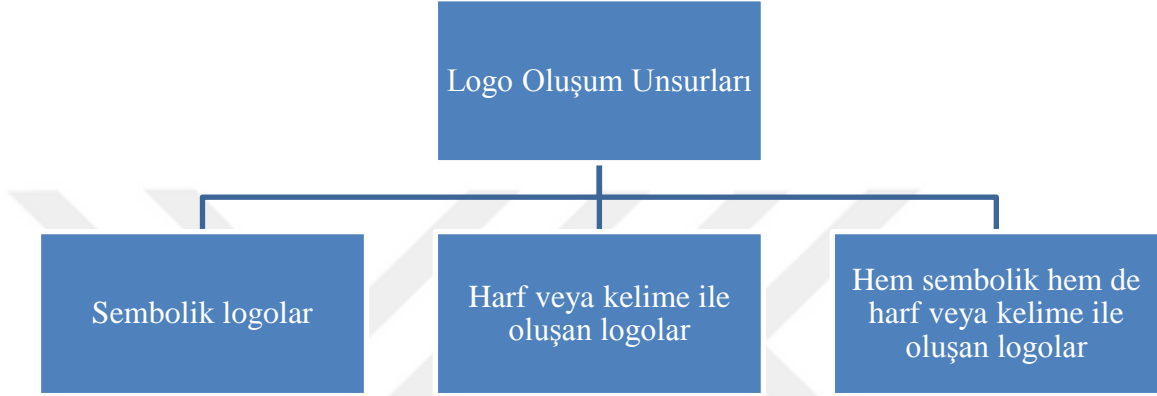 Logo Oluşum Unsurları
Sembolik logolar
Harf veya kelime ile
oluşan logolar
Hem sembolik hem de
harf veya kelime ile
oluşan logolar